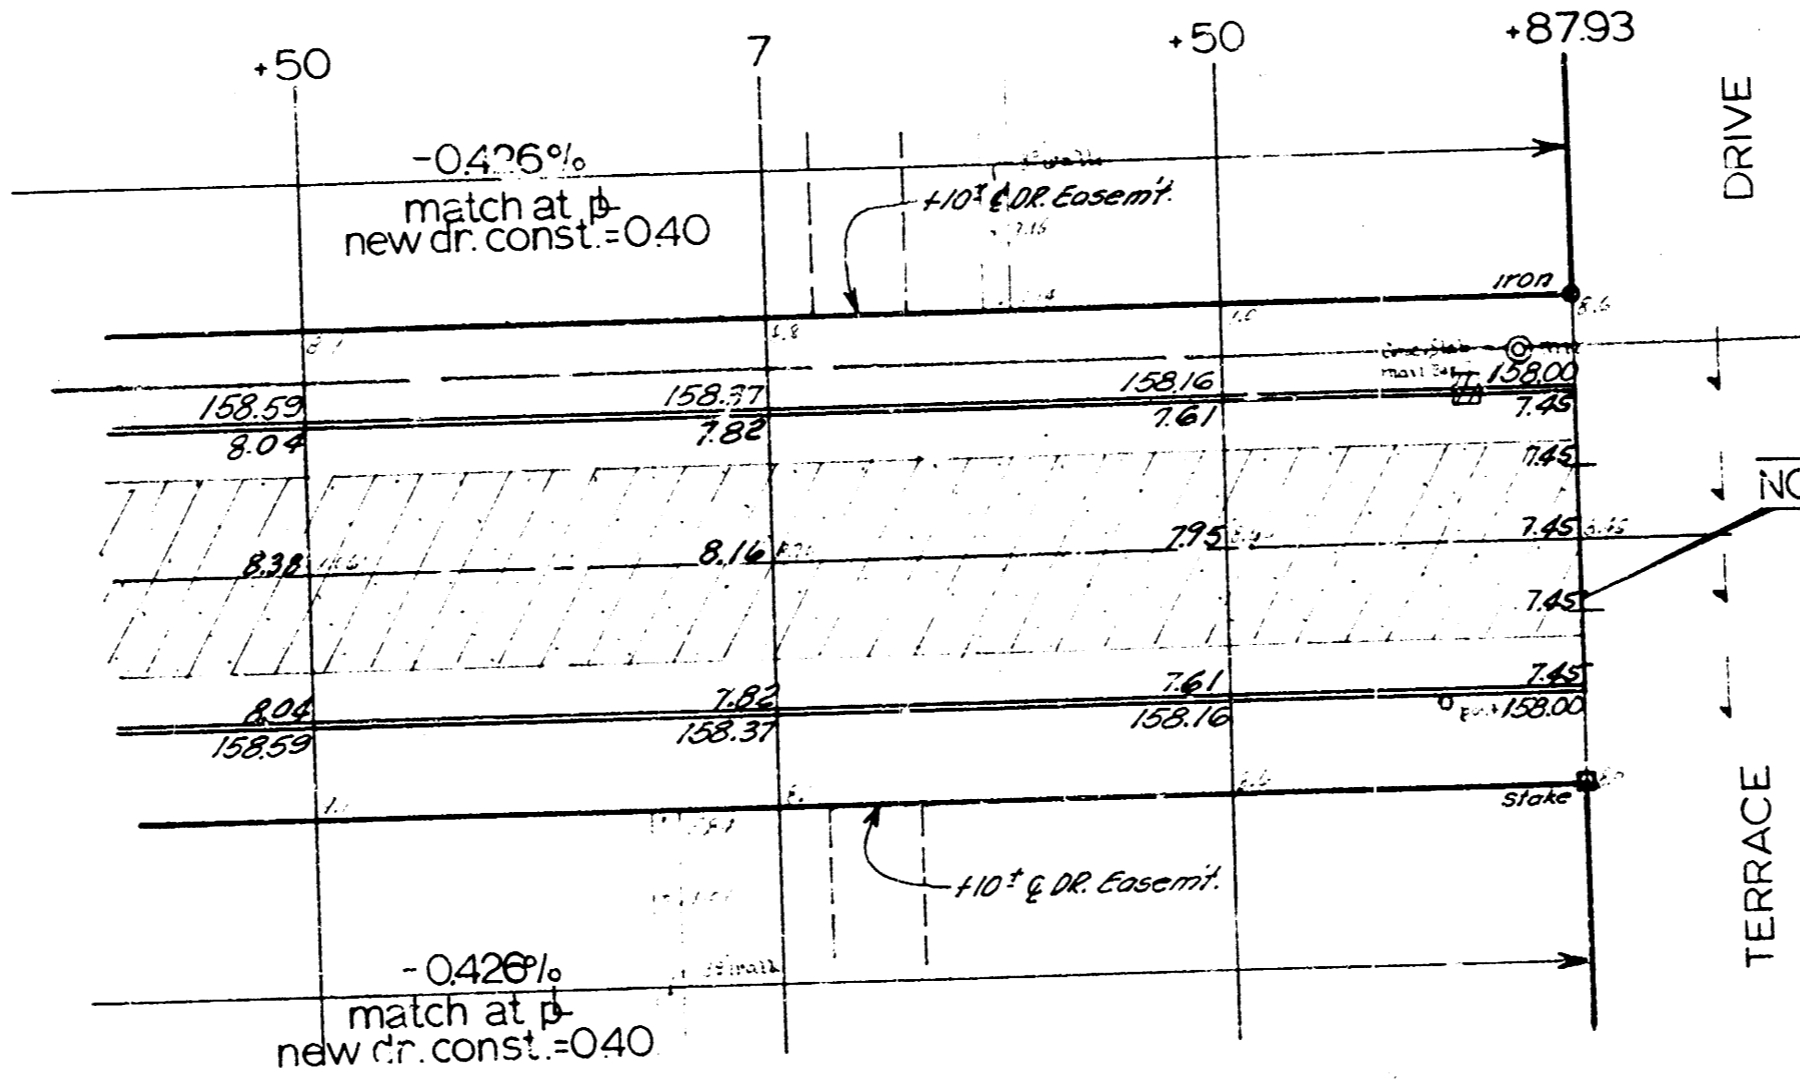 +50
7
+50
+87.93
DRIVE
-0.426%
match at ⅊
new dr. const.=0.40
+10± ℄ DR. Easem't.
Iron
8.6
158.59
158.37
158.16
158.00
8.04
7.82
7.61
7.45
7.45
NO
8.38
8.16
7.95
7.45
7.45
8.04
7.82
7.61
7.45
158.59
158.37
158.16
158.00
Stake
TERRACE
+10± ℄ DR. Easem't.
-0.426%
match at ⅊
new dr. const.=0.40